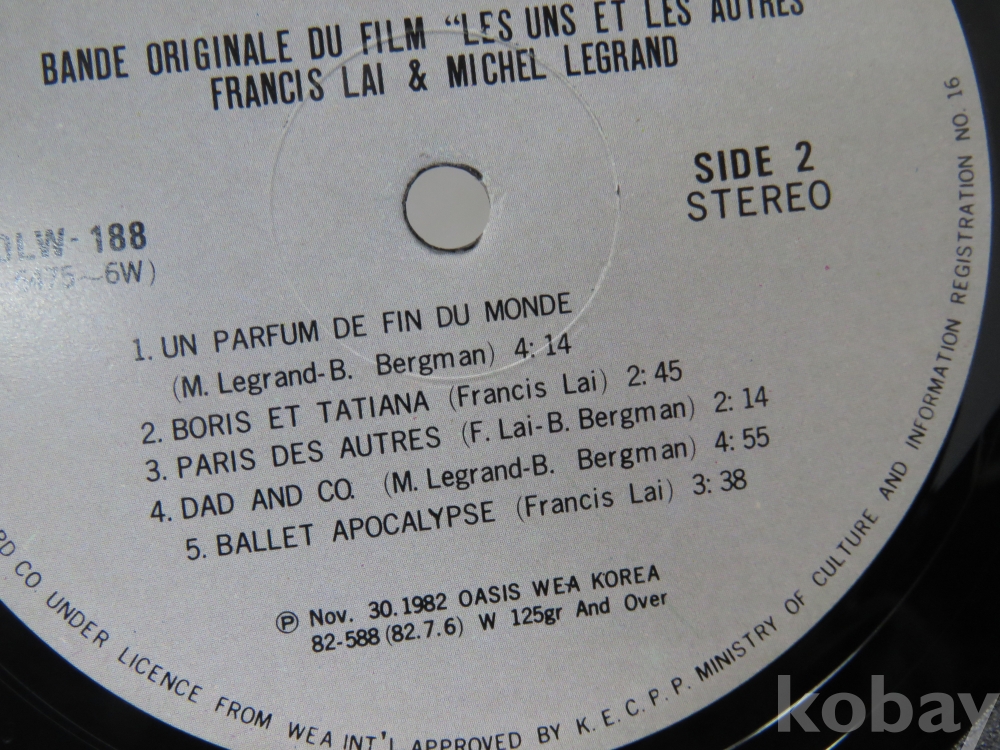 BANDE ORIGINALE DU FILM “LES UNS ET LES AUTRES
FRANCIS LAI & MICHEL LEGRAND
SIDE 2
STEREO
OLW-188
6W)
1. UN PARFUM DE FIN DU MONDE
(M. Legrand-B. Bergman) 4:14
2. BORIS ET TATIANA (Francis Lai) 2:45
3. PARIS DES AUTRES (F. Lai-B. Bergman) 2:14
4. DAD AND CO. (M. Legrand-B. Bergman) 4:55
5. BALLET APOCALYPSE (Francis Lai) 3:38
Ⓟ Nov. 30.1982 OASIS WEA KOREA
82-588 (82.7.6) W 125gr And Over
CO. UNDER LICENCE FROM WEA INT'L APPROVED BY K. E. C. P. P. MINISTRY OF CULTURE AND INFORMATION REGISTRATION NO. 16
kobay